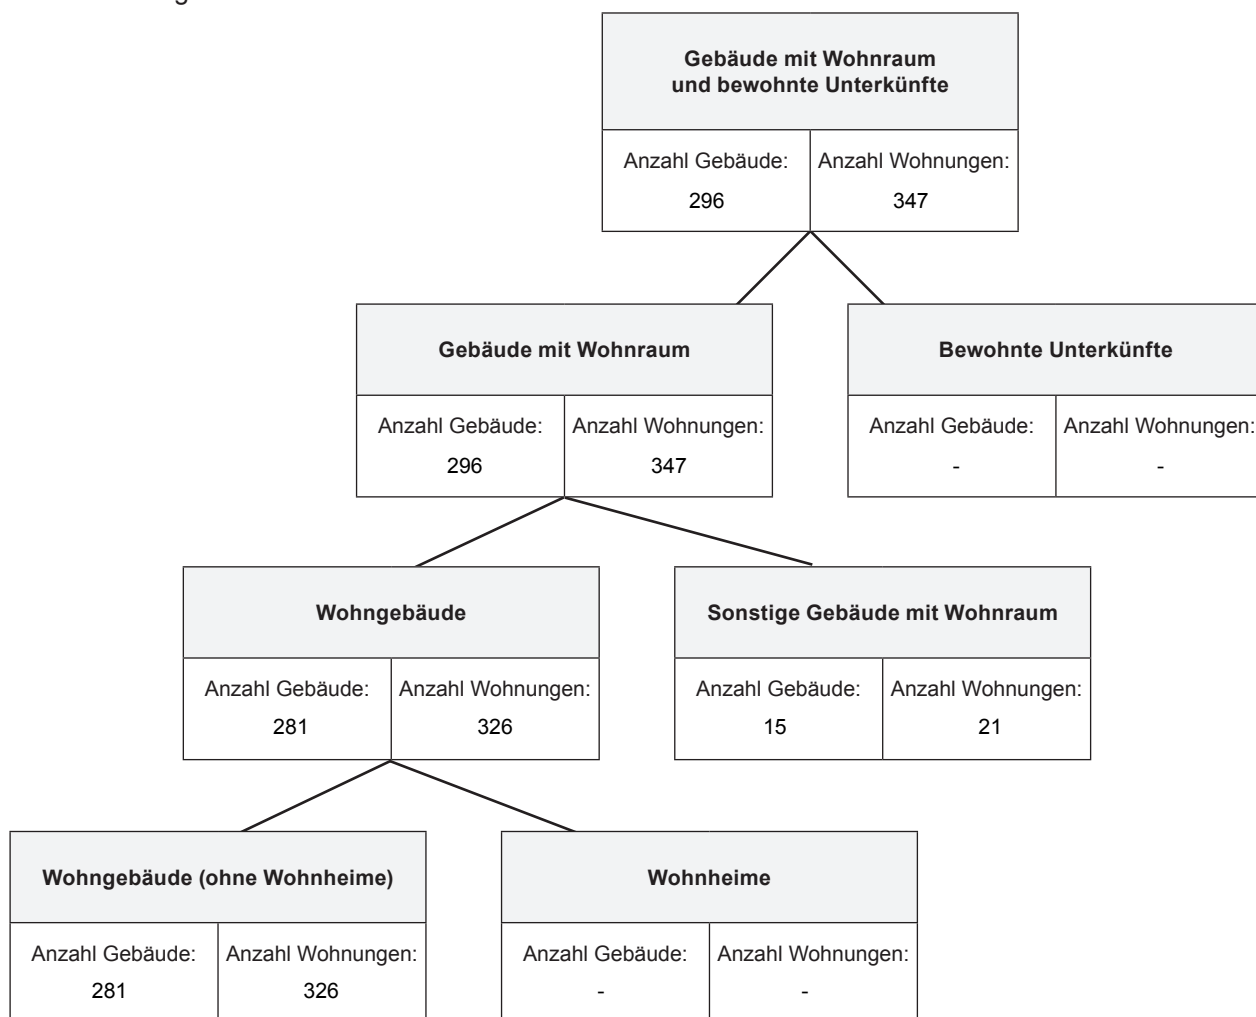 Gebäude mit Wohnraum
und bewohnte Unterkünfte
Anzahl Gebäude: Anzahl Wohnungen:
296 347
Gebäude mit Wohnraum Bewohnte Unterkünfte
Anzahl Gebäude: Anzahl Wohnungen: Anzahl Gebäude: Anzahl Wohnungen:
296 347 - -
Wohngebäude Sonstige Gebäude mit Wohnraum
Anzahl Gebäude: Anzahl Wohnungen: Anzahl Gebäude: Anzahl Wohnungen:
281 326 15 21
Wohngebäude (ohne Wohnheime) Wohnheime
Anzahl Gebäude: Anzahl Wohnungen: Anzahl Gebäude: Anzahl Wohnungen:
281 326 - -